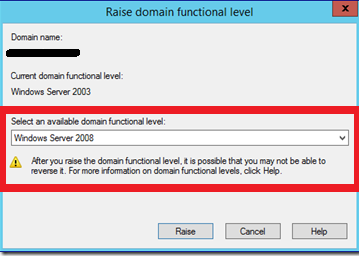 Raise domain functional level
Domain name:
Current domain functional level:
Windows Server 2003
Select an available domain functional level:
Windows Server 2008
After you raise the domain functional level, it is possible that you may not be able to
reverse it. For more information on domain functional levels, click Help.
Raise
Cancel
Help